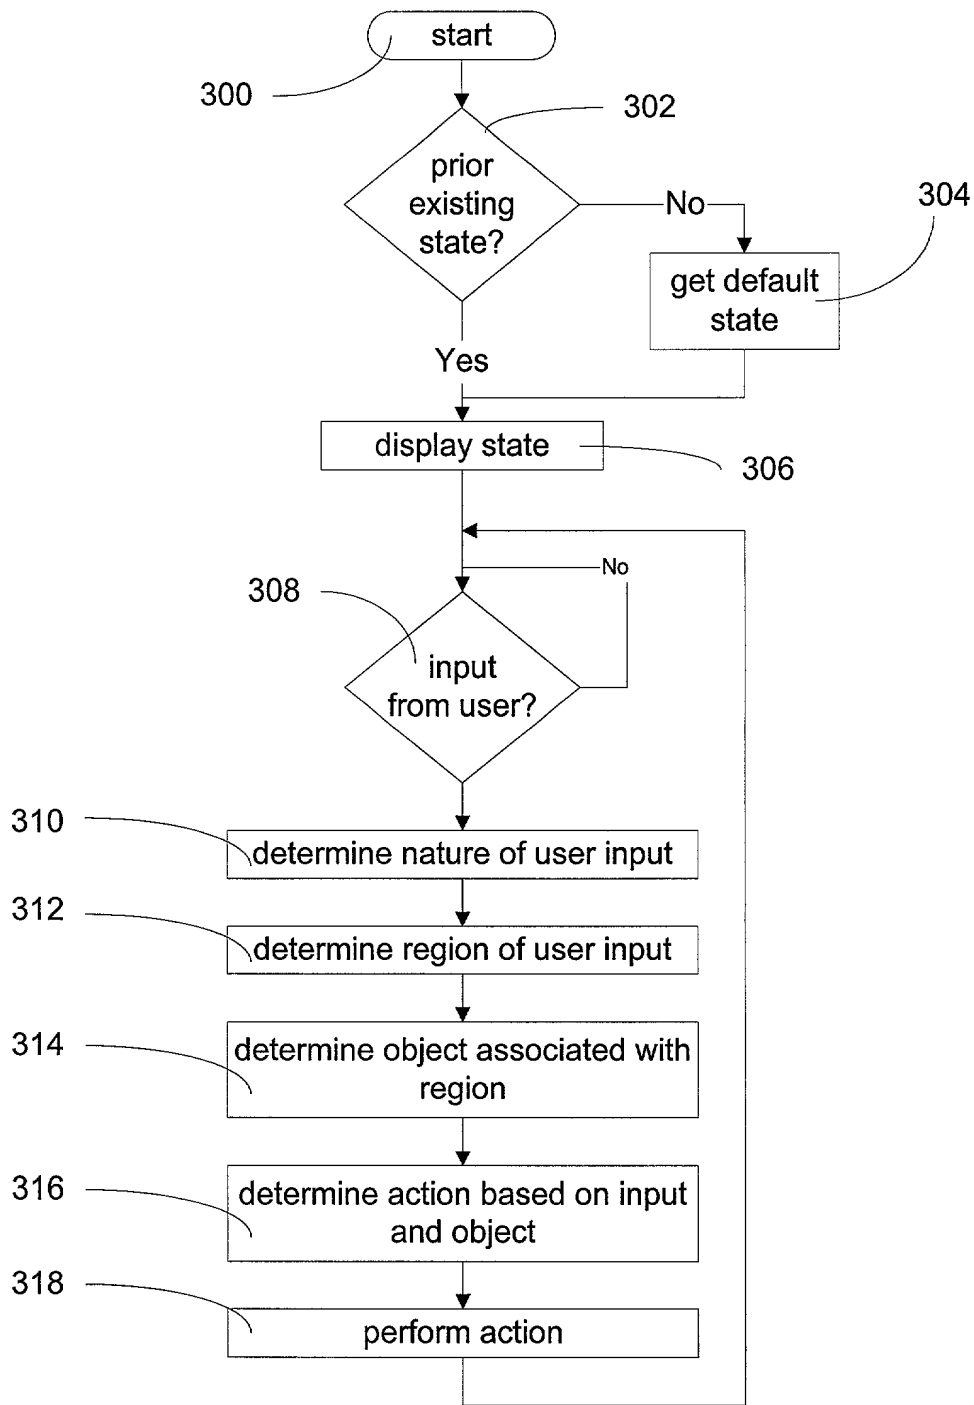 start
300
302
prior
existing
state?
No
304
get default
state
Yes
display state
306
No
308
input
from user?
310
determine nature of user input
312
determine region of user input
314
determine object associated with
region
316
determine action based on input
and object
318
perform action